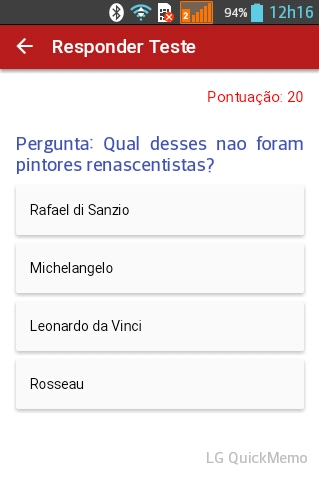 94% 12h16
Responder Teste
Pontuação: 20
Pergunta: Qual desses nao foram
pintores renascentistas?
Rafael di Sanzio
Michelangelo
Leonardo da Vinci
Rosseau
LG QuickMemo